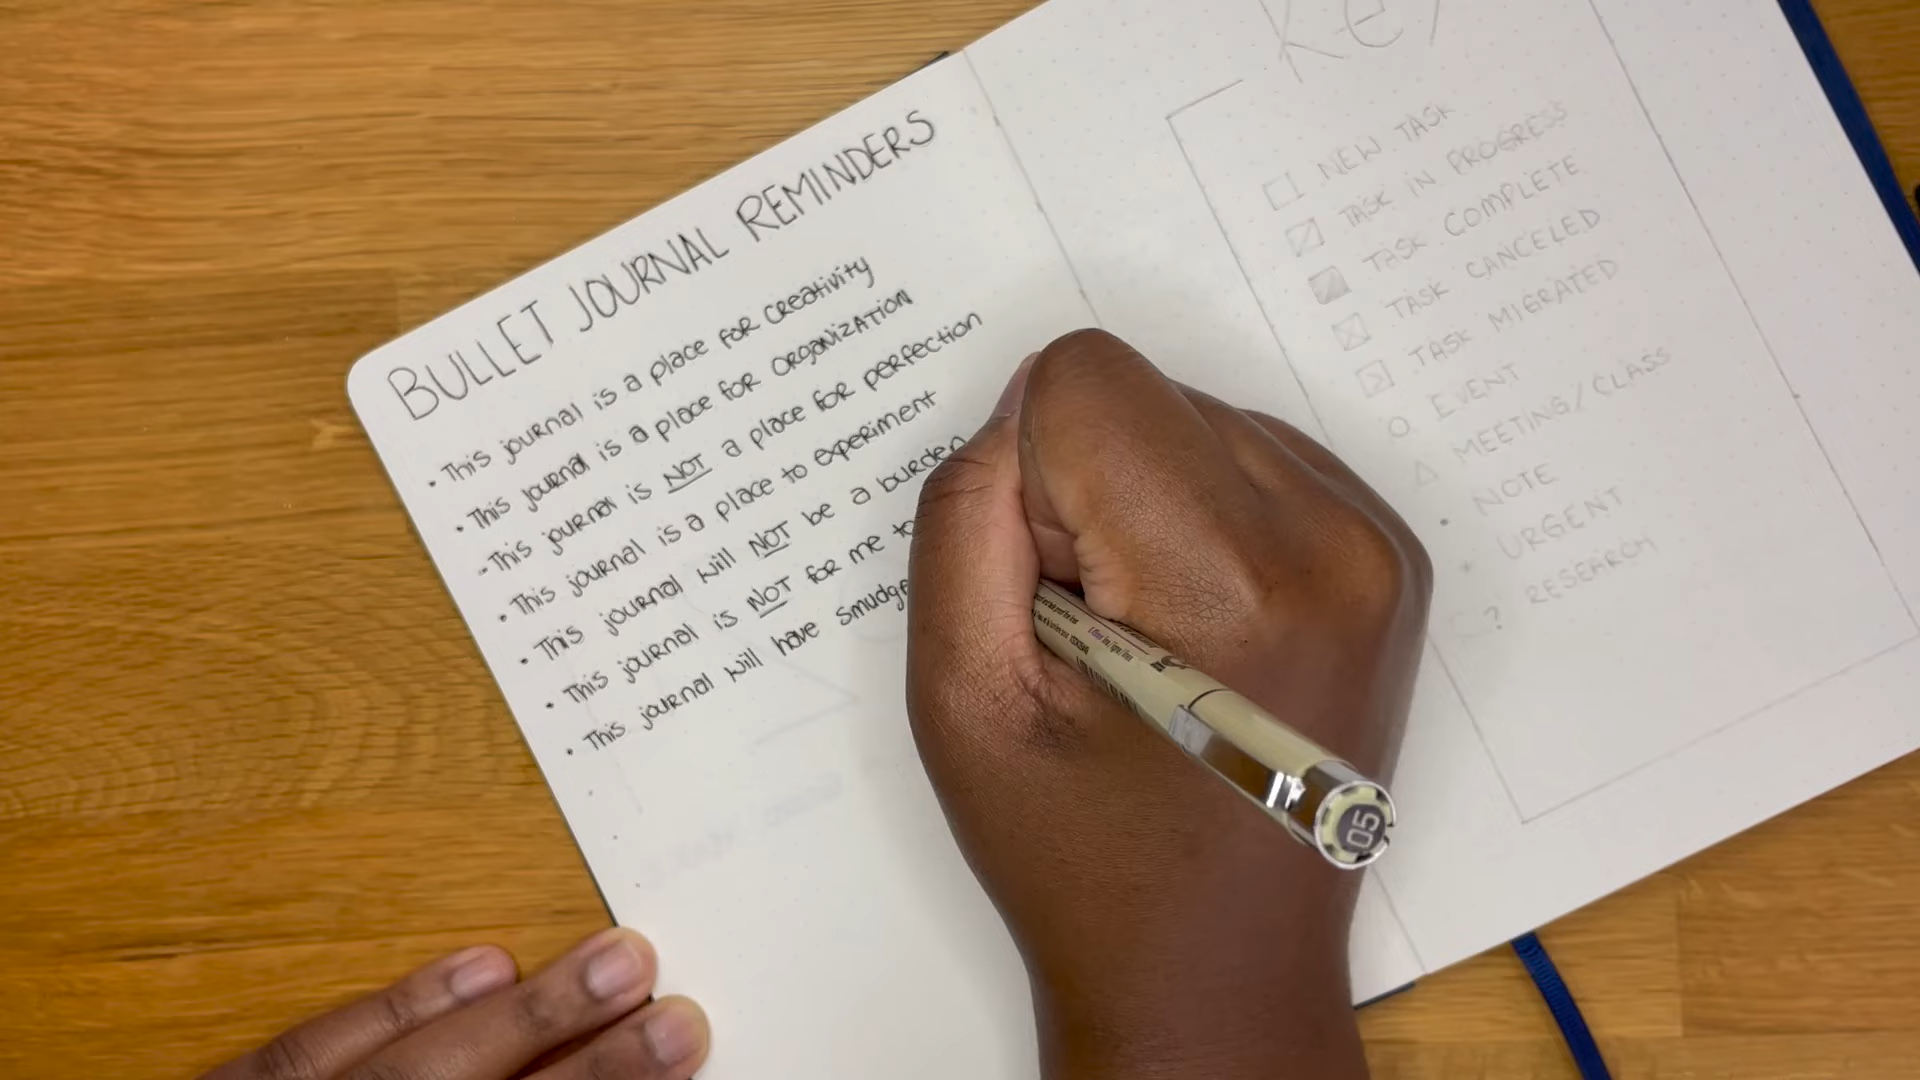 BULLET JOURNAL REMINDERS
• This journal is a place for creativity
• This journal is a place for organization
• This journal is NOT a place for perfection
• This journal is a place to experiment
• This journal will NOT be a burden
• This journal is NOT for me to
• This journal will have smudge
KEY
NEW TASK
TASK IN PROGRESS
TASK COMPLETE
TASK CANCELED
TASK MIGRATED
EVENT
MEETING/CLASS
• NOTE
URGENT
? RESEARCH
05